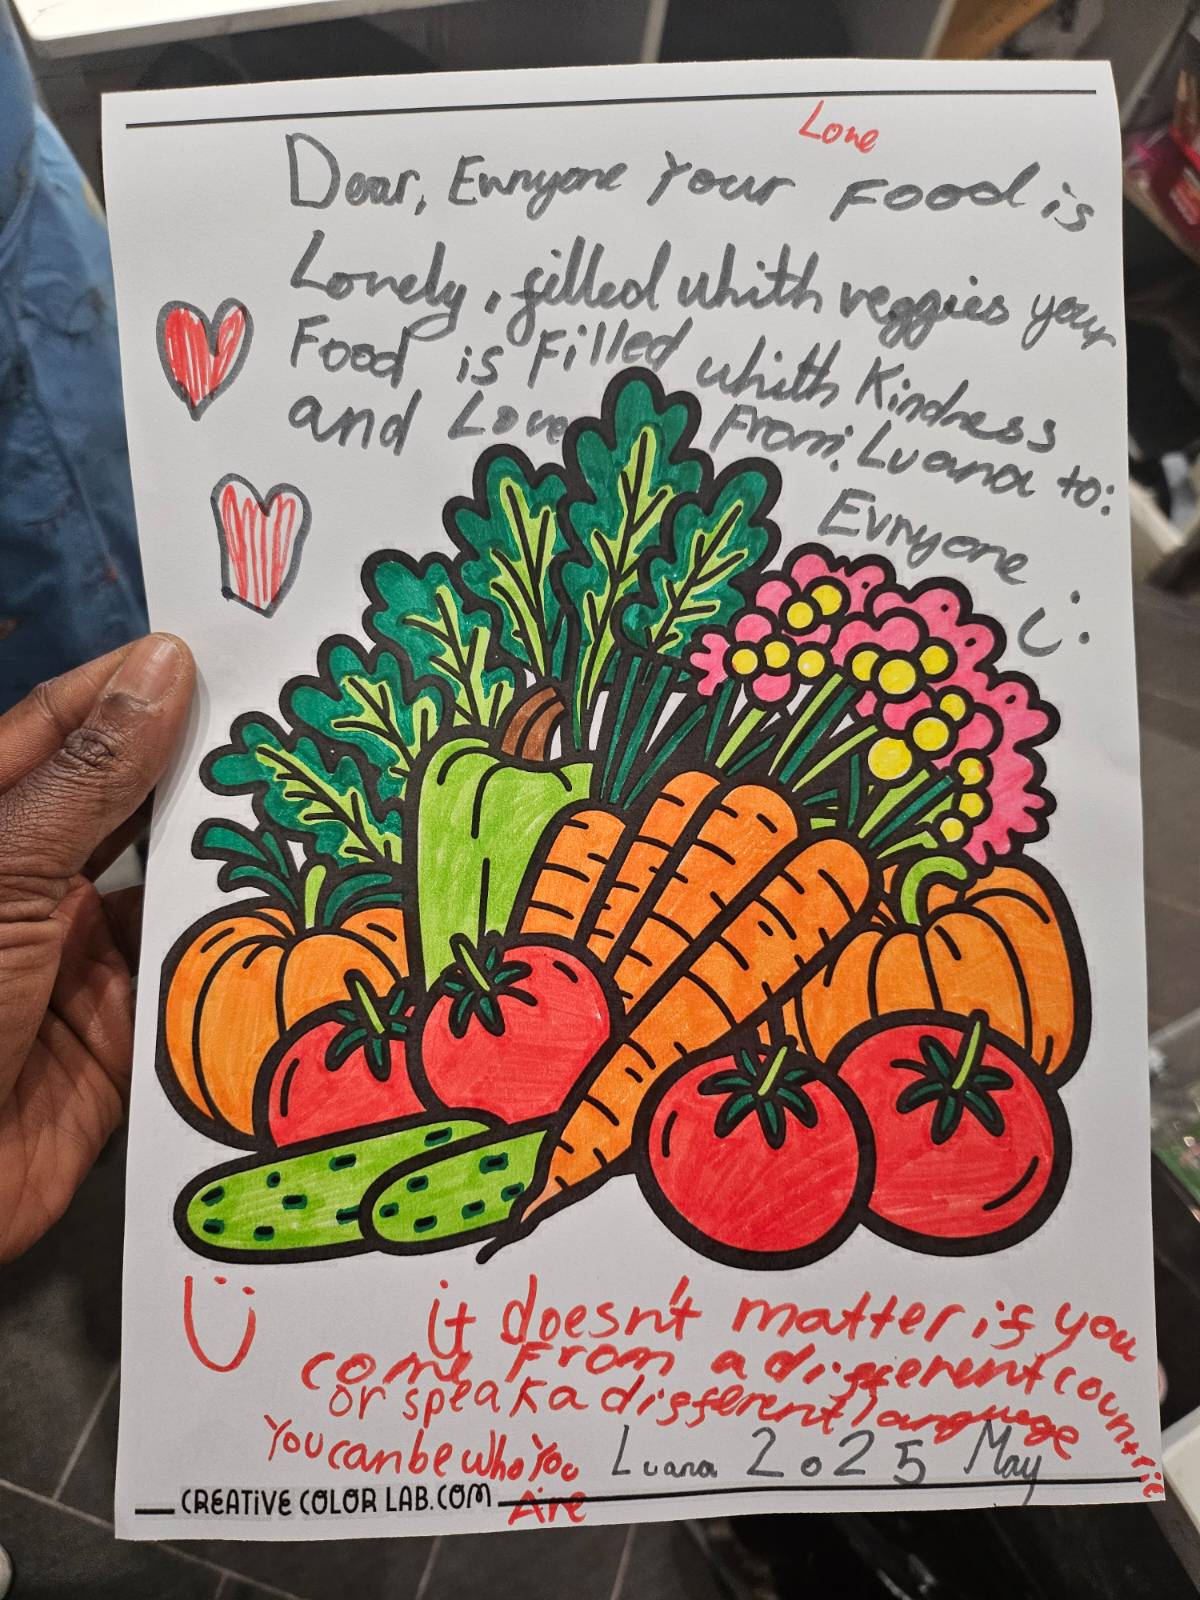 Love
Dear, Evryone Your Food is
Lovely, filled whith veggies your
Food is Filled whith Kindness
and Love From: Luana to:
Evryone
it doesn't matter if you
come From a different countrie
or speak a different language
You can be who You
Are
Luana 2025 May
CREATIVE COLOR LAB.COM